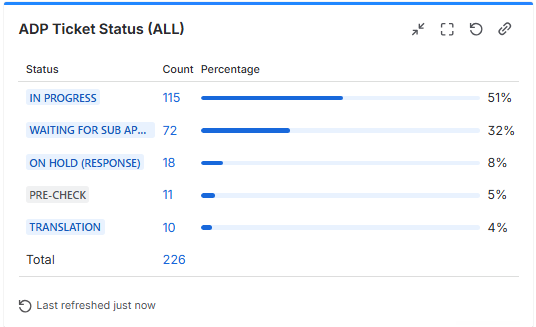 ADP Ticket Status (ALL)
Status Count Percentage
IN PROGRESS 115 51%
WAITING FOR SUB AP... 72 32%
ON HOLD (RESPONSE) 18 8%
PRE-CHECK 11 5%
TRANSLATION 10 4%
Total 226
Last refreshed just now